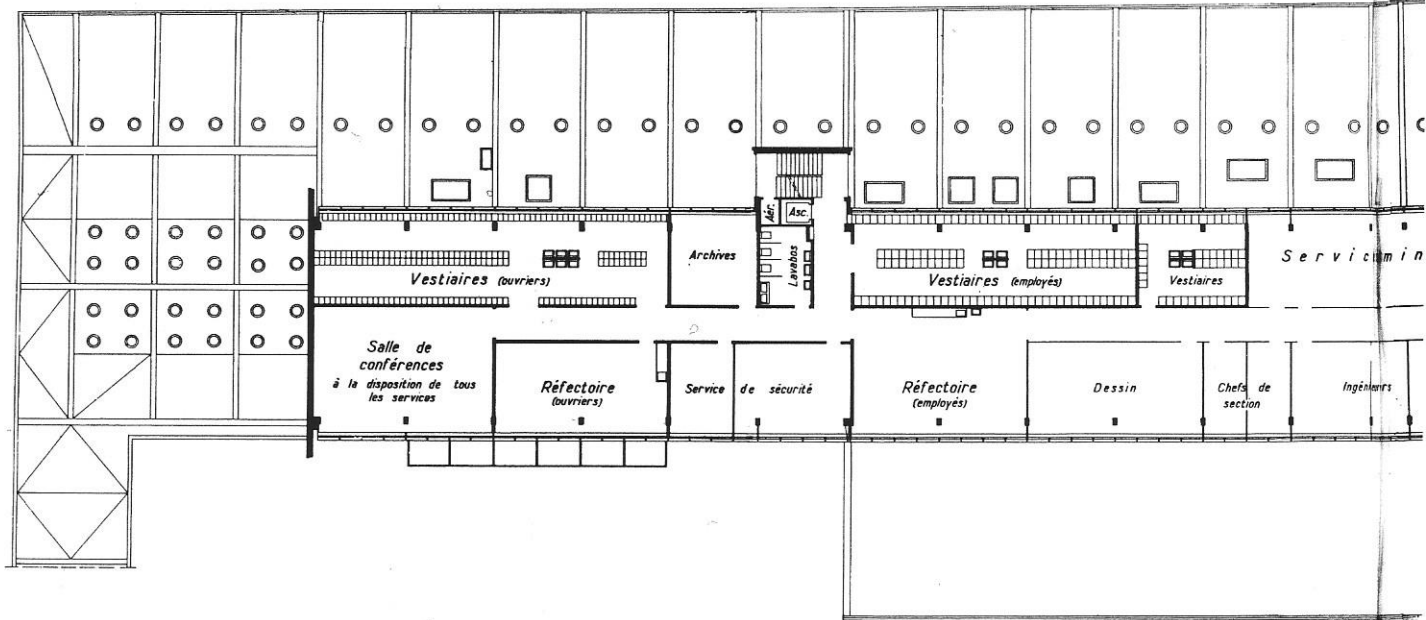 Aér.
Asc.
Lavabos
Archives
Vestiaires (ouvriers)
Vestiaires (employés)
Vestiaires
Salle de
conférences
à la disposition de tous
les services
Réfectoire
(ouvriers)
Service de sécurité
Réfectoire
(employés)
Dessin
Chefs de
section
Ingénieurs